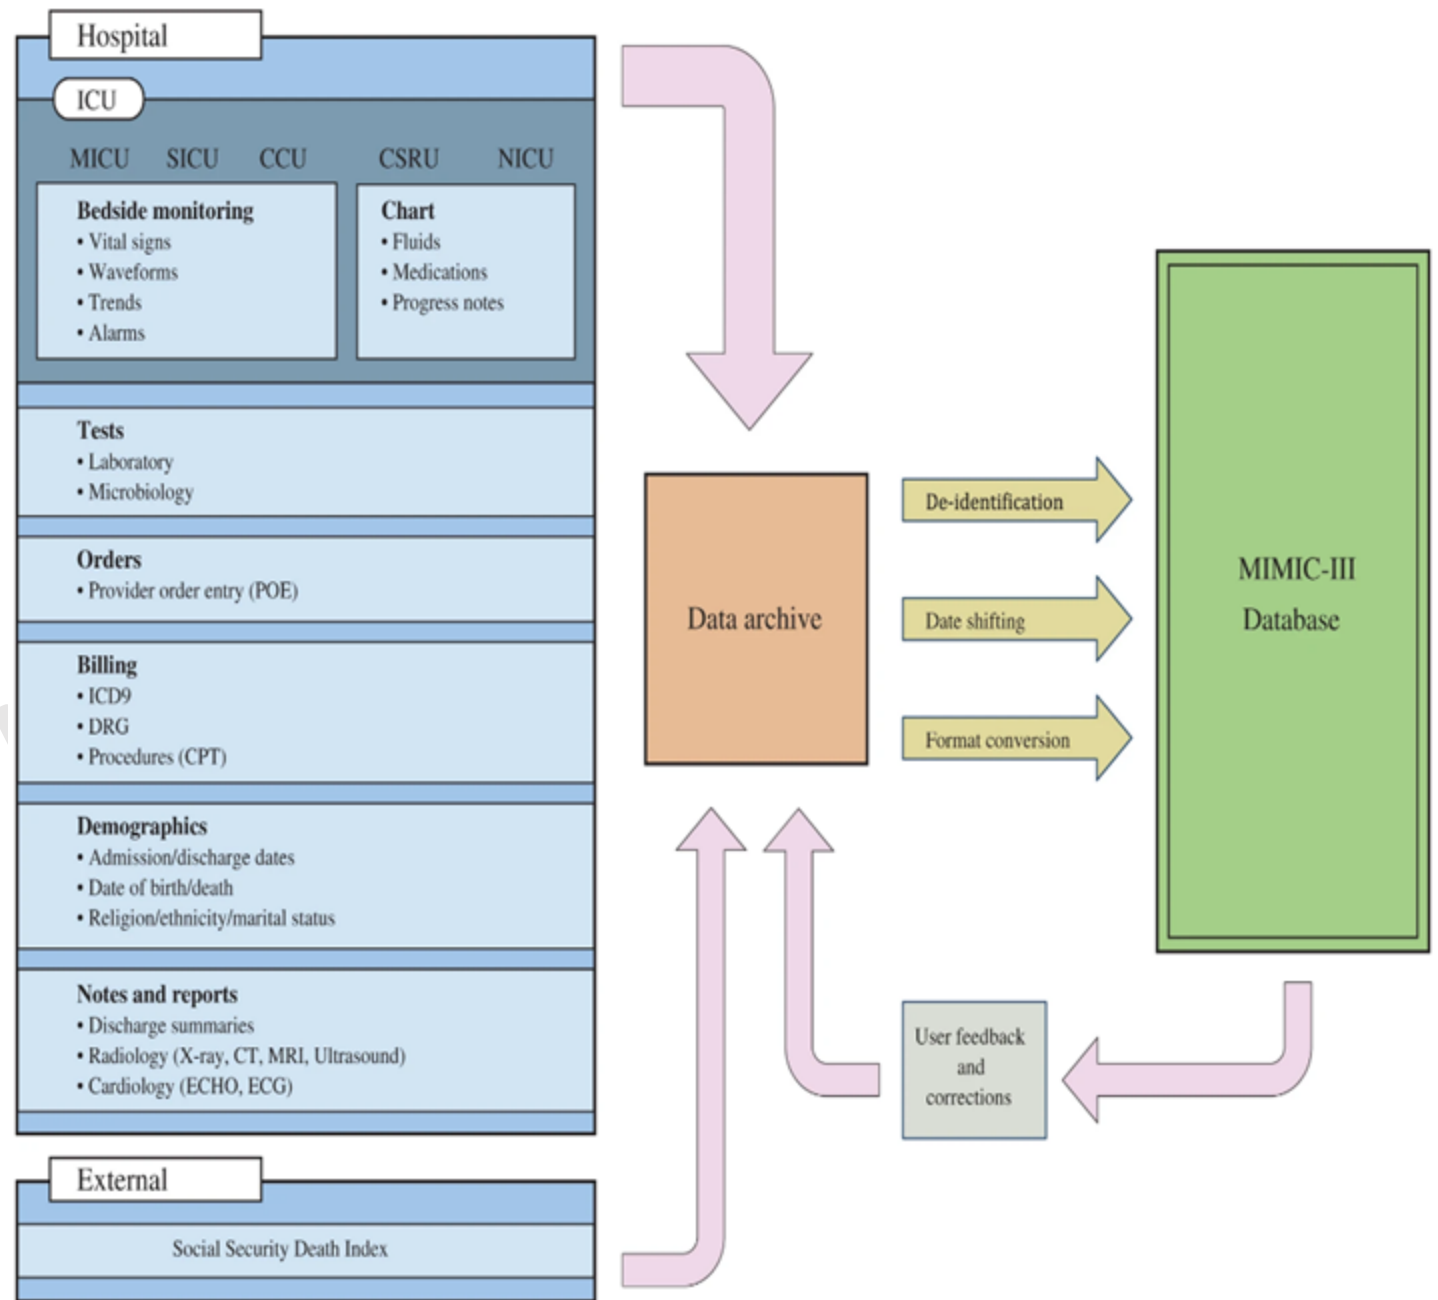 Hospital
ICU
MICU SICU CCU CSRU NICU
Bedside monitoring
• Vital signs
• Waveforms
• Trends
• Alarms
Chart
• Fluids
• Medications
• Progress notes
Tests
• Laboratory
• Microbiology
Orders
• Provider order entry (POE)
Billing
• ICD9
• DRG
• Procedures (CPT)
Demographics
• Admission/discharge dates
• Date of birth/death
• Religion/ethnicity/marital status
Notes and reports
• Discharge summaries
• Radiology (X-ray, CT, MRI, Ultrasound)
• Cardiology (ECHO, ECG)
External
Social Security Death Index
Data archive
De-identification
Date shifting
Format conversion
MIMIC-III
Database
User feedback
and
corrections